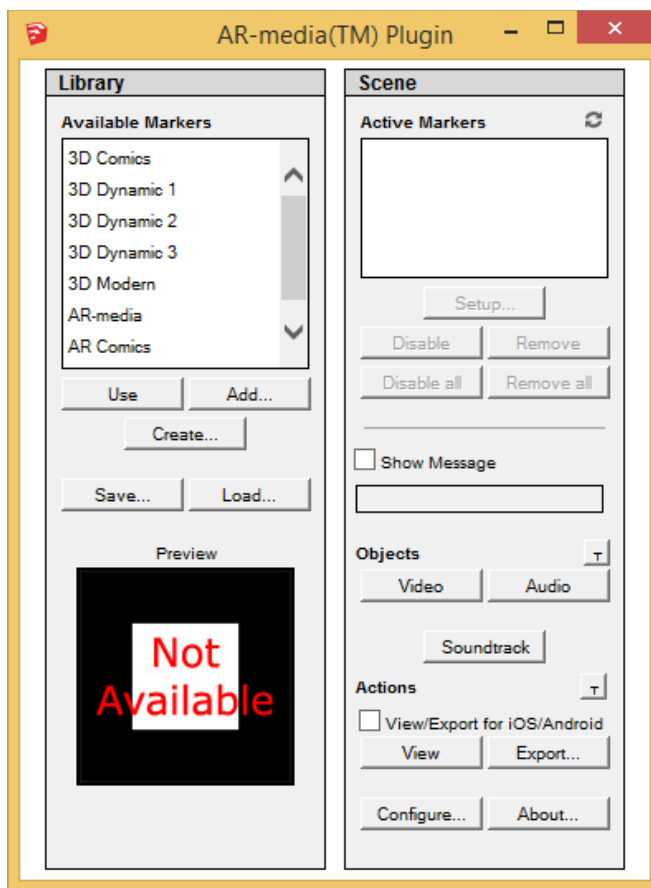 AR-media(TM) Plugin
Library
Available Markers
3D Comics
3D Dynamic 1
3D Dynamic 2
3D Dynamic 3
3D Modern
AR-media
AR Comics
Use
Add...
Create...
Save...
Load...
Preview
Not
Available
Scene
Active Markers
Setup...
Disable
Remove
Disable all
Remove all
Show Message
Objects
T
Video
Audio
Soundtrack
Actions
T
View/Export for iOS/Android
View
Export...
Configure...
About...